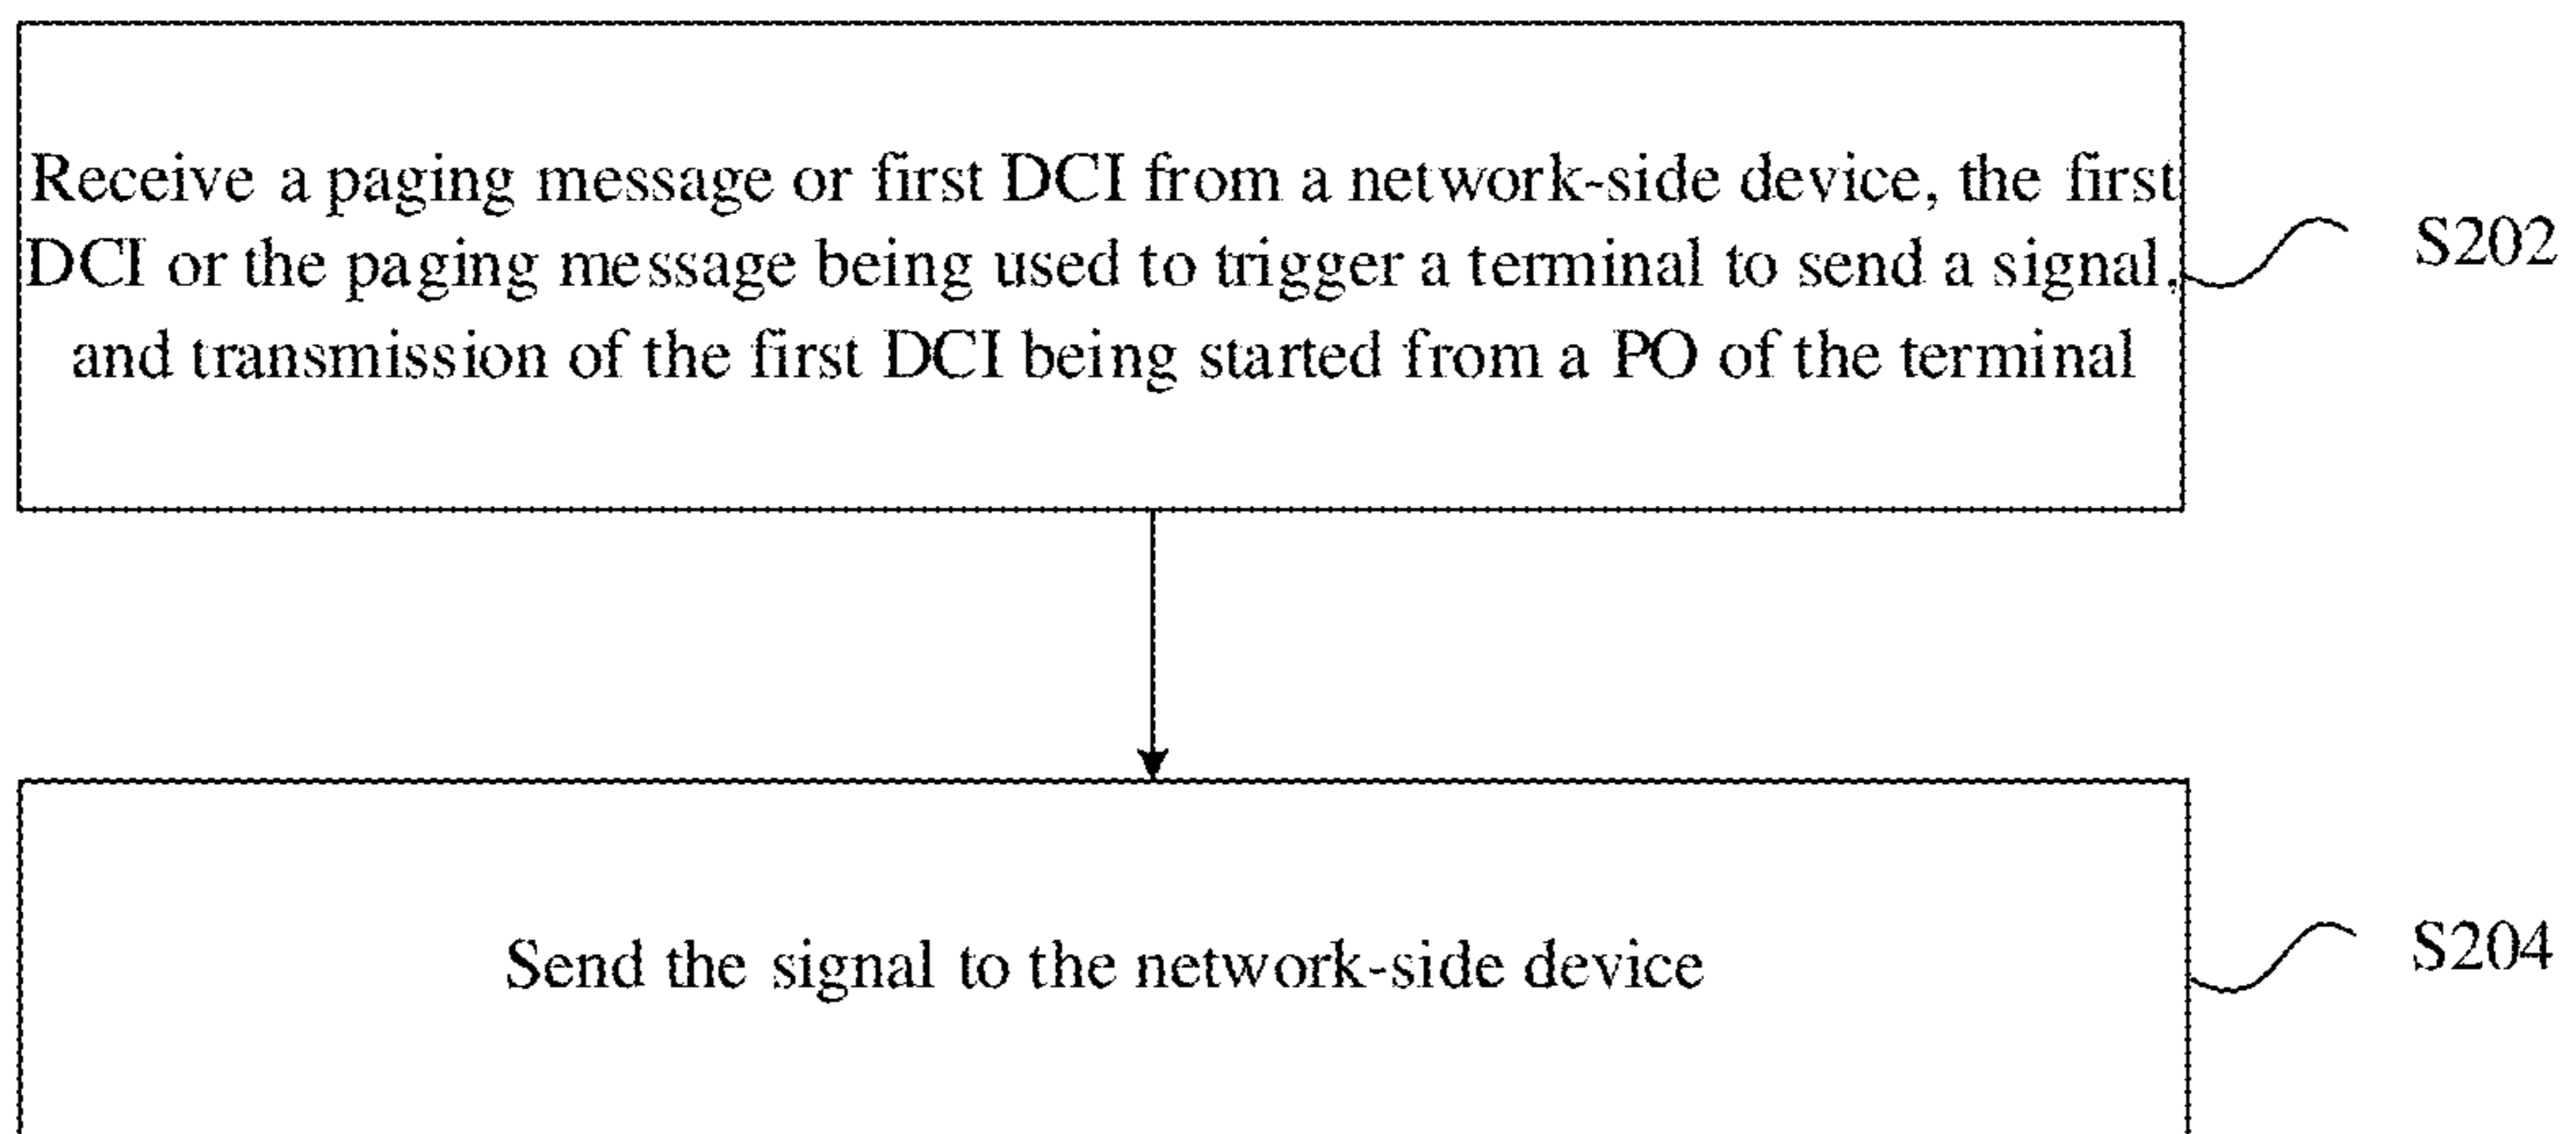 Receive a paging message or first DCI from a network-side device, the first
DCI or the paging message being used to trigger a terminal to send a signal,
and transmission of the first DCI being started from a PO of the terminal
S202
Send the signal to the network-side device
S204